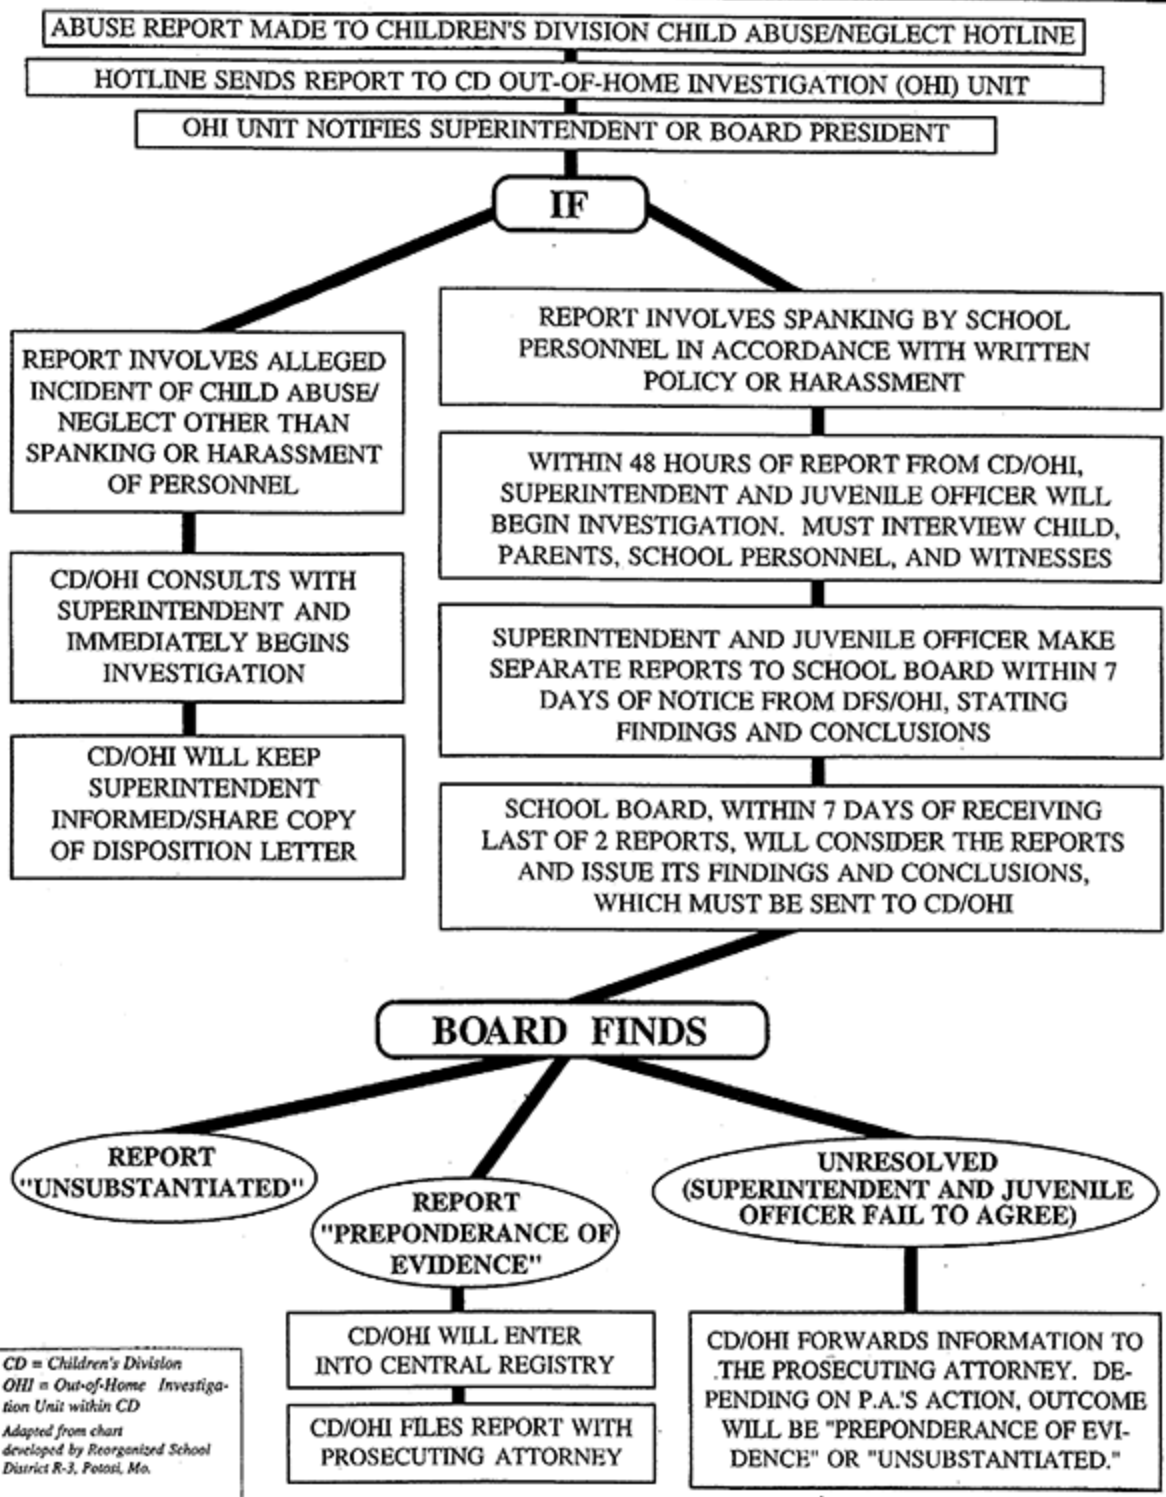 ABUSE REPORT MADE TO CHILDREN'S DIVISION CHILD ABUSE/NEGLECT HOTLINE
HOTLINE SENDS REPORT TO CD OUT-OF-HOME INVESTIGATION (OHI) UNIT
OHI UNIT NOTIFIES SUPERINTENDENT OR BOARD PRESIDENT
IF
REPORT INVOLVES ALLEGED
INCIDENT OF CHILD ABUSE/
NEGLECT OTHER THAN
SPANKING OR HARASSMENT
OF PERSONNEL
CD/OHI CONSULTS WITH
SUPERINTENDENT AND
IMMEDIATELY BEGINS
INVESTIGATION
CD/OHI WILL KEEP
SUPERINTENDENT
INFORMED/SHARE COPY
OF DISPOSITION LETTER
REPORT INVOLVES SPANKING BY SCHOOL
PERSONNEL IN ACCORDANCE WITH WRITTEN
POLICY OR HARASSMENT
WITHIN 48 HOURS OF REPORT FROM CD/OHI,
SUPERINTENDENT AND JUVENILE OFFICER WILL
BEGIN INVESTIGATION. MUST INTERVIEW CHILD,
PARENTS, SCHOOL PERSONNEL, AND WITNESSES
SUPERINTENDENT AND JUVENILE OFFICER MAKE
SEPARATE REPORTS TO SCHOOL BOARD WITHIN 7
DAYS OF NOTICE FROM DFS/OHI, STATING
FINDINGS AND CONCLUSIONS
SCHOOL BOARD, WITHIN 7 DAYS OF RECEIVING
LAST OF 2 REPORTS, WILL CONSIDER THE REPORTS
AND ISSUE ITS FINDINGS AND CONCLUSIONS,
WHICH MUST BE SENT TO CD/OHI
BOARD FINDS
REPORT
"UNSUBSTANTIATED"
REPORT
"PREPONDERANCE OF
EVIDENCE"
CD/OHI WILL ENTER
INTO CENTRAL REGISTRY
CD/OHI FILES REPORT WITH
PROSECUTING ATTORNEY
UNRESOLVED
(SUPERINTENDENT AND JUVENILE
OFFICER FAIL TO AGREE)
CD/OHI FORWARDS INFORMATION TO
THE PROSECUTING ATTORNEY. DE-
PENDING ON P.A.'S ACTION, OUTCOME
WILL BE "PREPONDERANCE OF EVI-
DENCE" OR "UNSUBSTANTIATED."
CD = Children's Division
OHI = Out-of-Home Investiga-
tion Unit within CD
Adapted from chart
developed by Reorganized School
District R-3, Potosi, Mo.